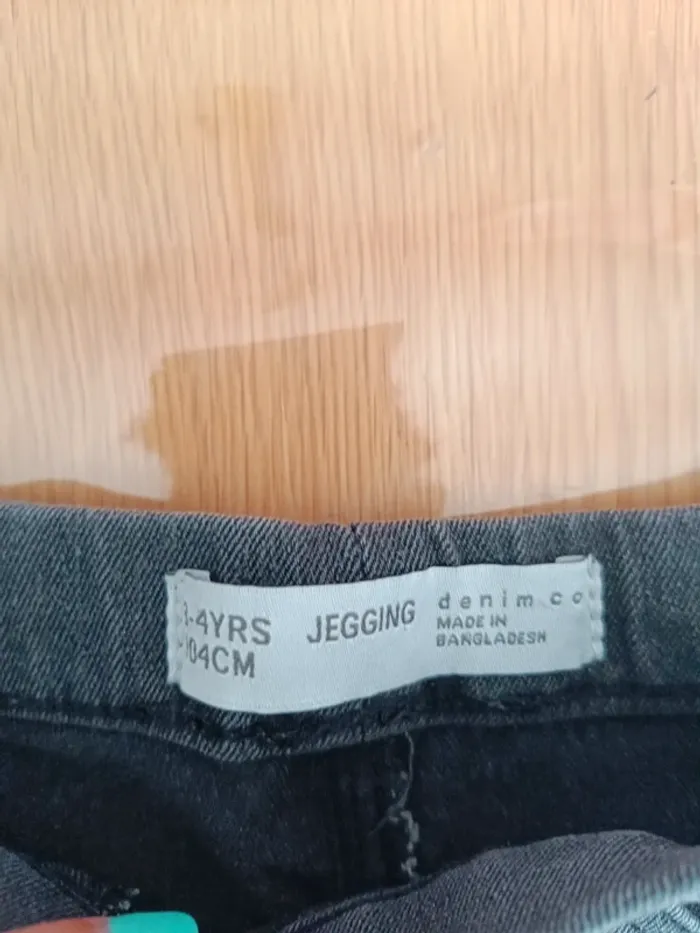 3-4YRS
104CM
JEGGING
denim co
MADE IN
BANGLADESH